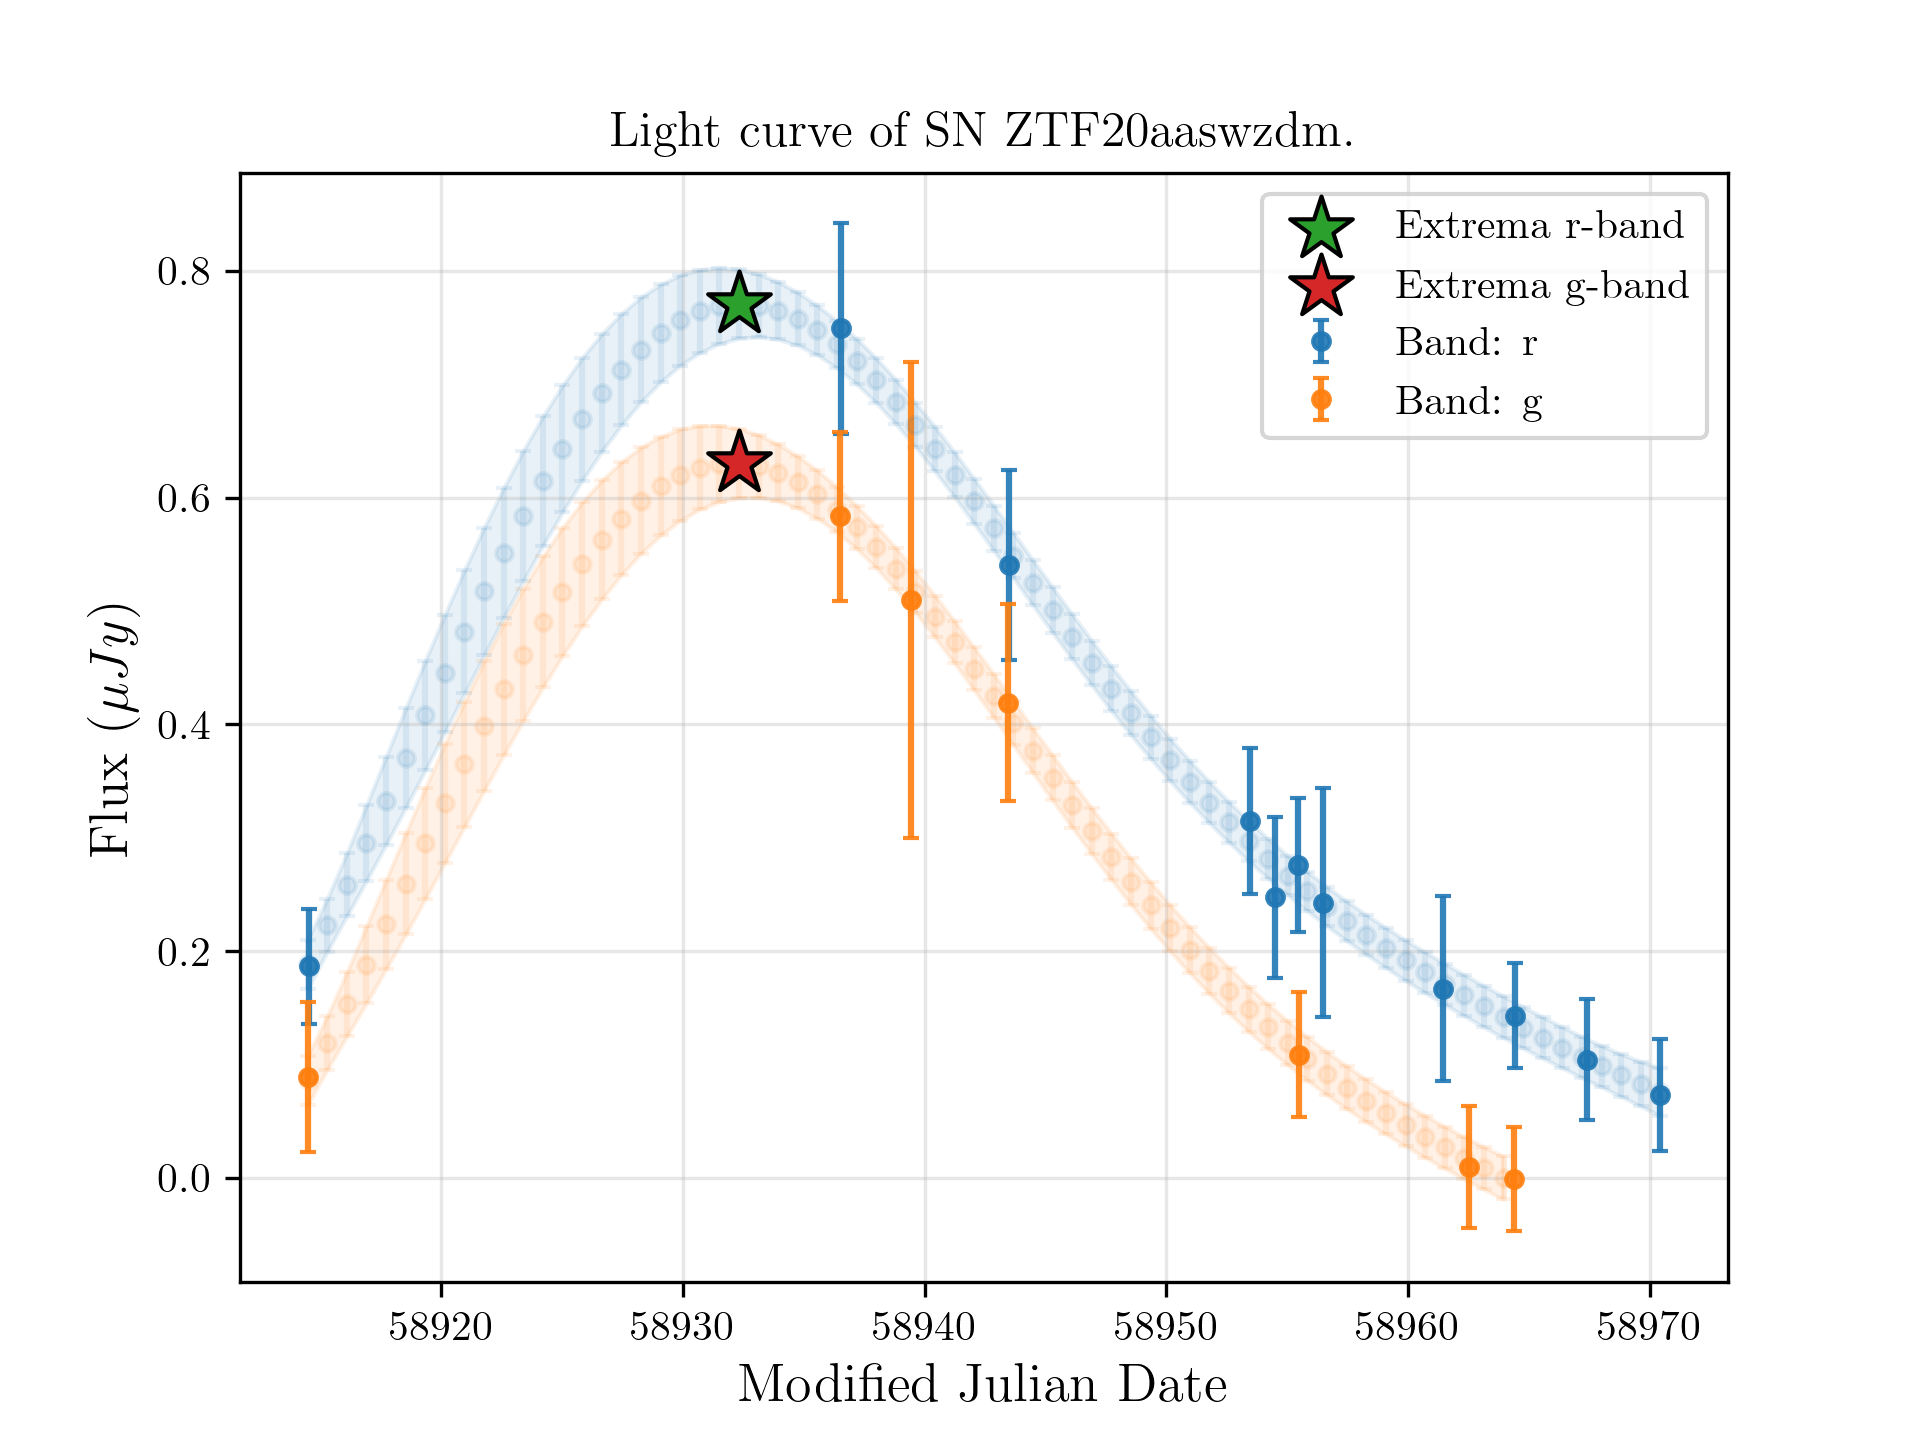 Light curve of SN ZTF20aaswzdm.
Extrema r-band
Extrema g-band
Band: r
Band: g
Flux (μJy)
0.8
0.6
0.4
0.2
0.0
58920 58930 58940 58950 58960 58970
Modified Julian Date